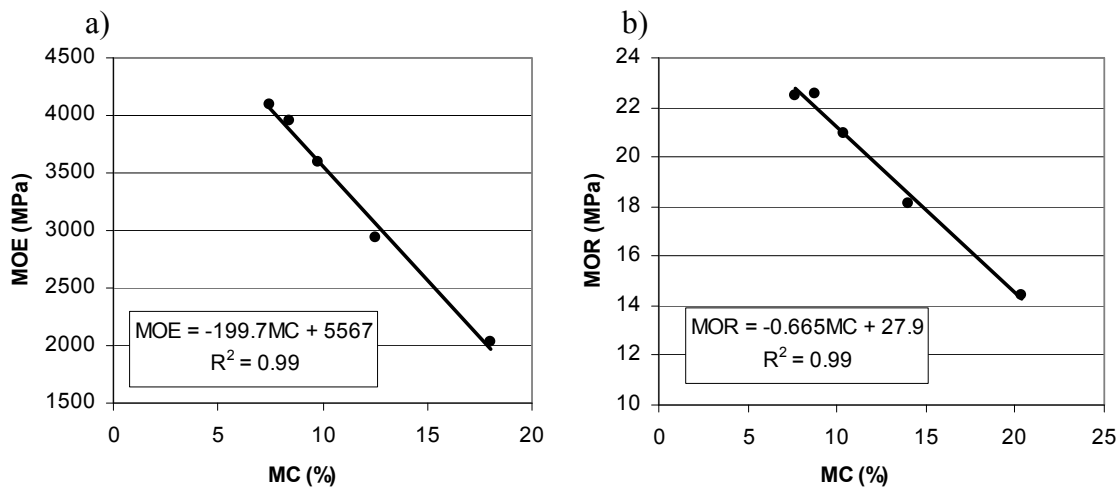 a)
4500
4000
3500
3000
2500
2000
1500
MOE (MPa)
MOE = -199.7MC + 5567
R² = 0.99
0 5 10 15 20
MC (%)
b)
24
22
20
18
16
14
12
10
MOR (MPa)
MOR = -0.665MC + 27.9
R² = 0.99
0 5 10 15 20 25
MC (%)